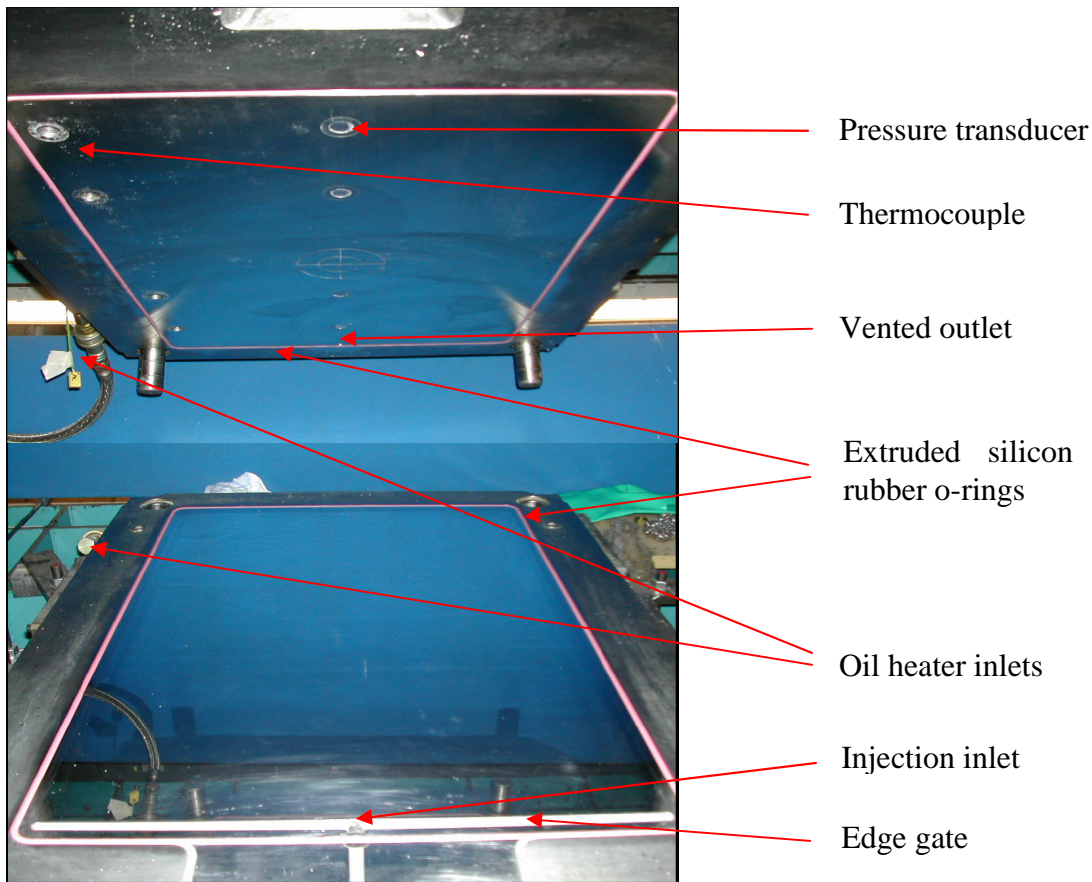 Pressure transducer
Thermocouple
Vented outlet
Extruded silicon
rubber o-rings
Oil heater inlets
Injection inlet
Edge gate